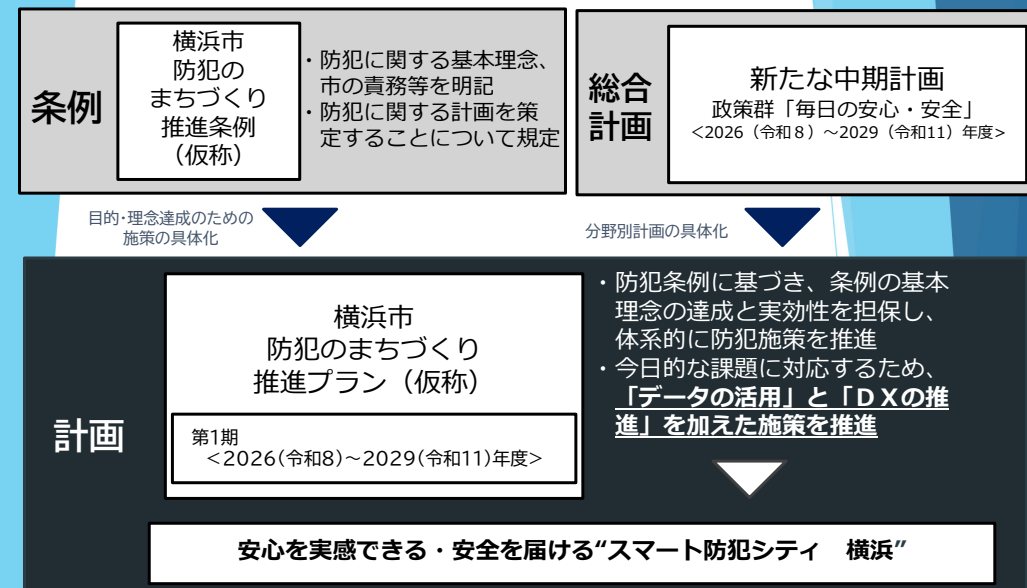 条例
横浜市
防犯の
まちづくり
推進条例
（仮称）
・防犯に関する基本理念、
市の責務等を明記
・防犯に関する計画を策
定することについて規定
総合
計画
新たな中期計画
政策群「毎日の安心・安全」
<2026（令和８）～2029（令和11）年度>
目的・理念達成のための
施策の具体化
分野別計画の具体化
計画
横浜市
防犯のまちづくり
推進プラン（仮称）
第1期
<2026(令和8)～2029(令和11)年度>
・防犯条例に基づき、条例の基本
理念の達成と実効性を担保し、
体系的に防犯施策を推進
・今日的な課題に対応するため、
「データの活用」と「ＤＸの推
進」を加えた施策を推進
安心を実感できる・安全を届ける“スマート防犯シティ　横浜”